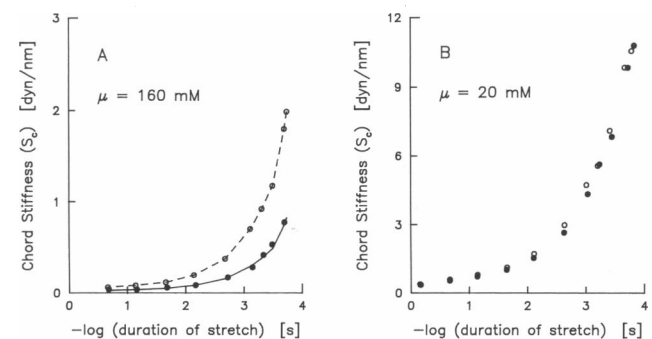 A
μ = 160 mM
Chord Stiffness (Sc) [dyn/nm]
3
2
1
0
0 1 2 3 4
−log (duration of stretch) [s]
B
μ = 20 mM
Chord Stiffness (Sc) [dyn/nm]
12
9
6
3
0
0 1 2 3 4
−log (duration of stretch) [s]